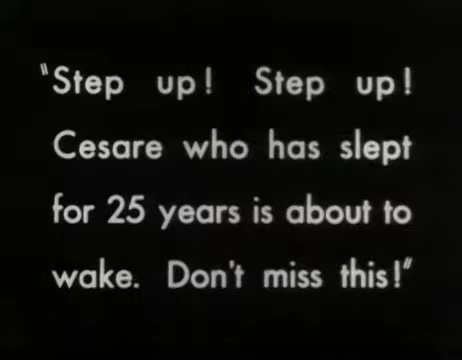 "Step up! Step up!
Cesare who has slept
for 25 years is about to
wake. Don't miss this!"